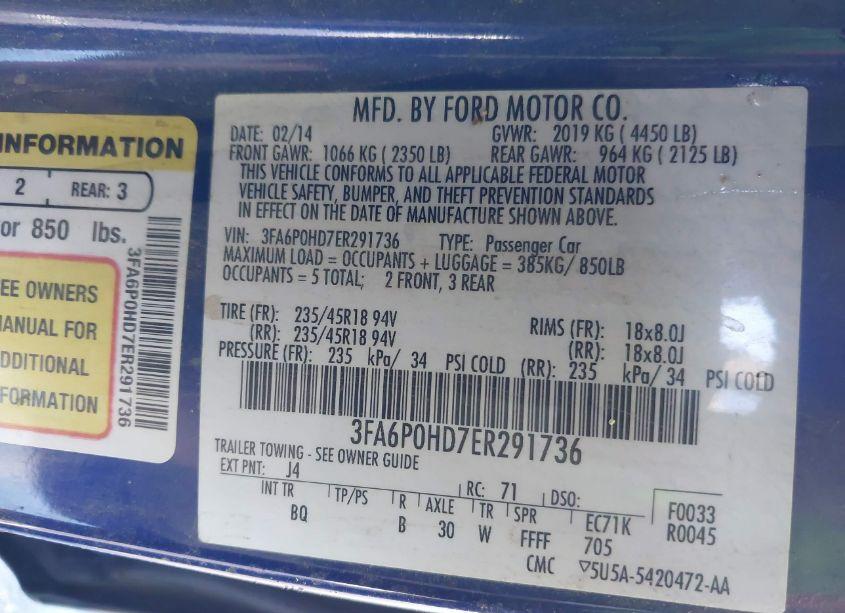 INFORMATION
2 REAR: 3
or 850 lbs.
EE OWNERS
MANUAL FOR
DDITIONAL
FORMATION
3FA6P0HD7ER291736
MFD. BY FORD MOTOR CO.
DATE: 02/14 GVWR: 2019 KG ( 4450 LB)
FRONT GAWR: 1066 KG ( 2350 LB) REAR GAWR: 964 KG ( 2125 LB)
THIS VEHICLE CONFORMS TO ALL APPLICABLE FEDERAL MOTOR
VEHICLE SAFETY, BUMPER, AND THEFT PREVENTION STANDARDS
IN EFFECT ON THE DATE OF MANUFACTURE SHOWN ABOVE.
VIN: 3FA6P0HD7ER291736 TYPE: Passenger Car
MAXIMUM LOAD = OCCUPANTS + LUGGAGE = 385KG/ 850LB
OCCUPANTS = 5 TOTAL; 2 FRONT, 3 REAR
TIRE (FR): 235/45R18 94V RIMS (FR): 18x8.0J
(RR): 235/45R18 94V (RR): 18x8.0J
PRESSURE (FR): 235 kPa/ 34 PSI COLD (RR): 235 kPa/ 34 PSI COLD
3FA6P0HD7ER291736
TRAILER TOWING - SEE OWNER GUIDE
EXT PNT: J4 RC: 71 DSO: F0033
INT TR TP/PS R AXLE TR SPR EC71K R0045
BQ B 30 W FFFF 705
CMC ▽5U5A-5420472-AA